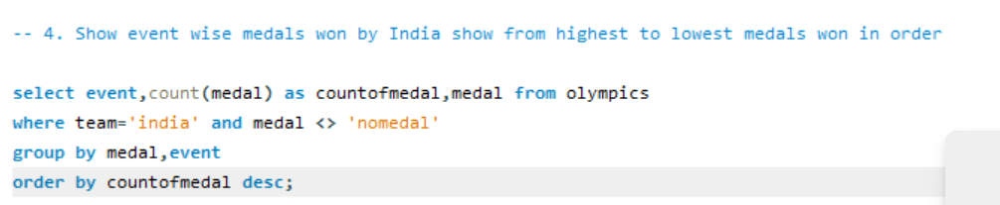 -- 4. Show event wise medals won by India show from highest to lowest medals won in order
select event,count(medal) as countofmedal,medal from olympics
where team='india' and medal <> 'nomedal'
group by medal,event
order by countofmedal desc;